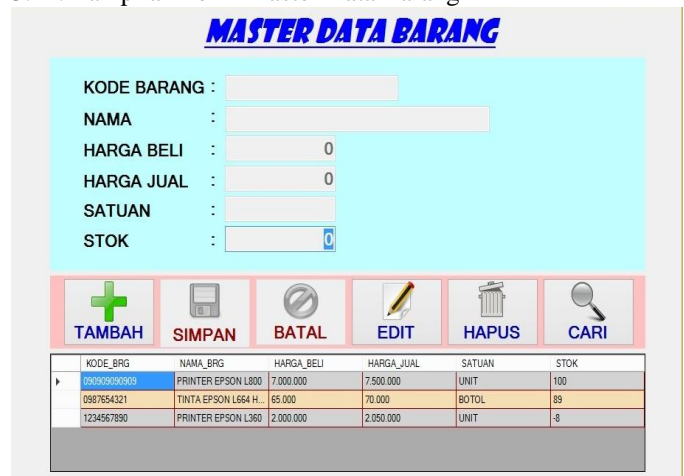 MASTER DATA BARANG
KODE BARANG :
NAMA :
HARGA BELI : 0
HARGA JUAL : 0
SATUAN :
STOK : 0
TAMBAH SIMPAN BATAL EDIT HAPUS CARI
KODE_BRG NAMA_BRG HARGA_BELI HARGA_JUAL SATUAN STOK
090909090909 PRINTER EPSON L800 7.000.000 7.500.000 UNIT 100
0987654321 TINTA EPSON L664 H... 65.000 70.000 BOTOL 89
1234567890 PRINTER EPSON L360 2.000.000 2.050.000 UNIT -8